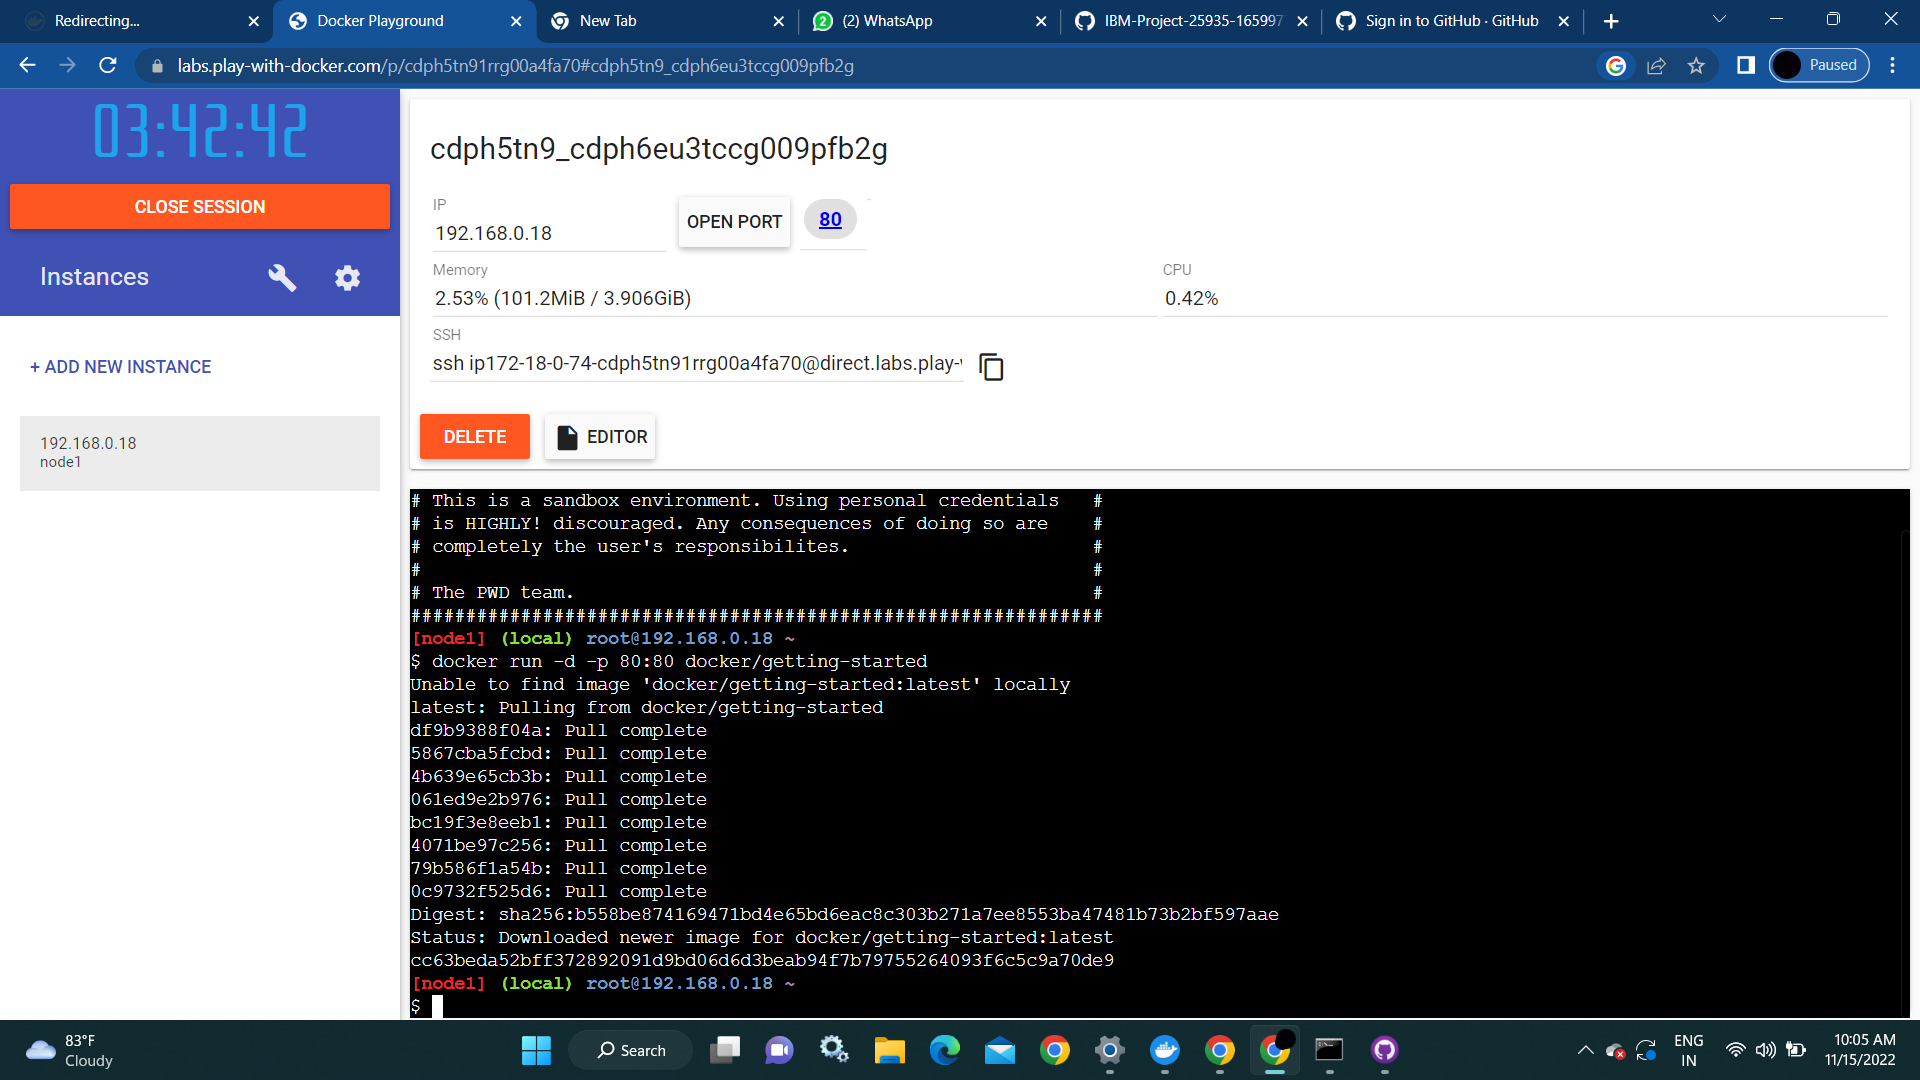 Redirecting...
Docker Playground
New Tab
2
(2) WhatsApp
IBM-Project-25935-165997
Sign in to GitHub · GitHub
labs.play-with-docker.com/p/cdph5tn91rrg00a4fa70#cdph5tn9_cdph6eu3tccg009pfb2g
Paused
03:42:42
CLOSE SESSION
Instances
+ ADD NEW INSTANCE
192.168.0.18
node1
cdph5tn9_cdph6eu3tccg009pfb2g
IP
192.168.0.18
OPEN PORT
80
Memory
2.53% (101.2MiB / 3.906GiB)
CPU
0.42%
SSH
ssh ip172-18-0-74-cdph5tn91rrg00a4fa70@direct.labs.play-
DELETE
EDITOR
# This is a sandbox environment. Using personal credentials #
# is HIGHLY! discouraged. Any consequences of doing so are #
# completely the user's responsibilites. #
# #
# The PWD team. #
###############################################################
[node1] (local) root@192.168.0.18 ~
$ docker run -d -p 80:80 docker/getting-started
Unable to find image 'docker/getting-started:latest' locally
latest: Pulling from docker/getting-started
df9b9388f04a: Pull complete
5867cba5fcbd: Pull complete
4b639e65cb3b: Pull complete
061ed9e2b976: Pull complete
bc19f3e8eeb1: Pull complete
4071be97c256: Pull complete
79b586f1a54b: Pull complete
0c9732f525d6: Pull complete
Digest: sha256:b558be874169471bd4e65bd6eac8c303b271a7ee8553ba47481b73b2bf597aae
Status: Downloaded newer image for docker/getting-started:latest
cc63beda52bff372892091d9bd06d6d3beab94f7b79755264093f6c5c9a70de9
[node1] (local) root@192.168.0.18 ~
$
83°F
Cloudy
Search
ENG
IN
10:05 AM
11/15/2022